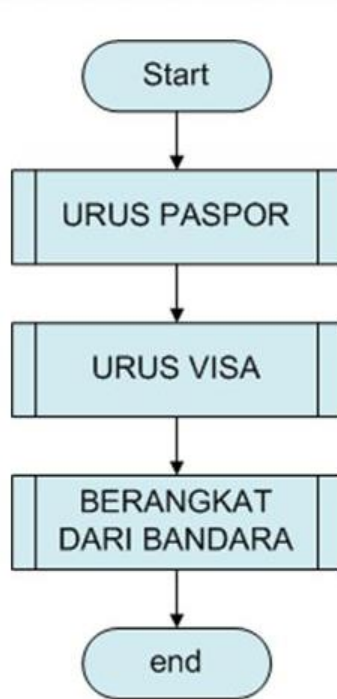 Start
URUS PASPOR
URUS VISA
BERANGKAT
DARI BANDARA
end